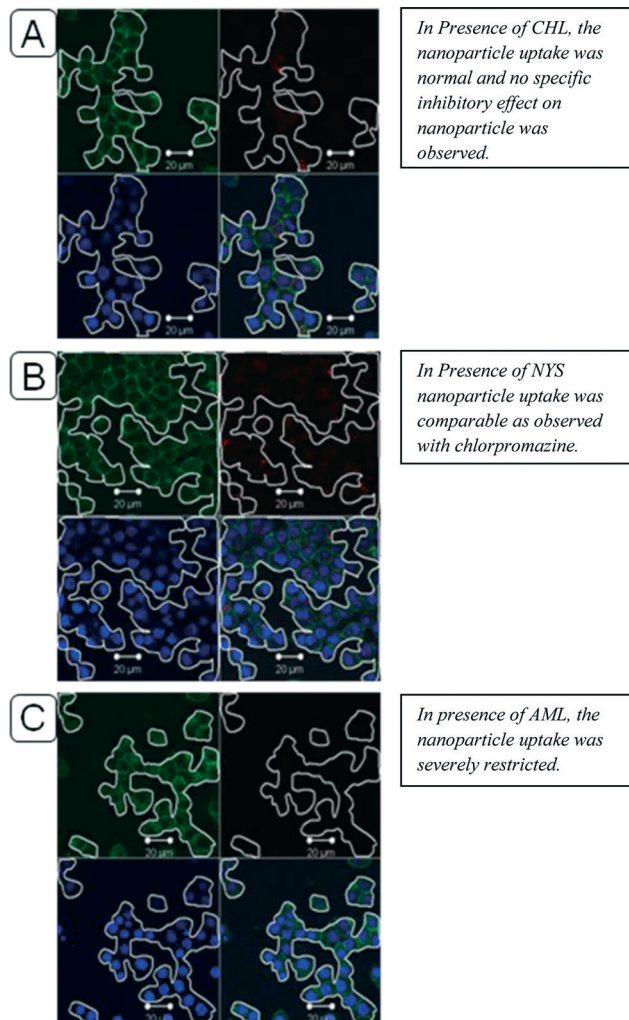 A
In Presence of CHL, the
nanoparticle uptake was
normal and no specific
inhibitory effect on
nanoparticle was
observed.
20 µm
20 µm
20 µm
20 µm
B
In Presence of NYS
nanoparticle uptake was
comparable as observed
with chlorpromazine.
20 µm
20 µm
20 µm
20 µm
C
In presence of AML, the
nanoparticle uptake was
severely restricted.
20 µm
20 µm
20 µm
20 µm